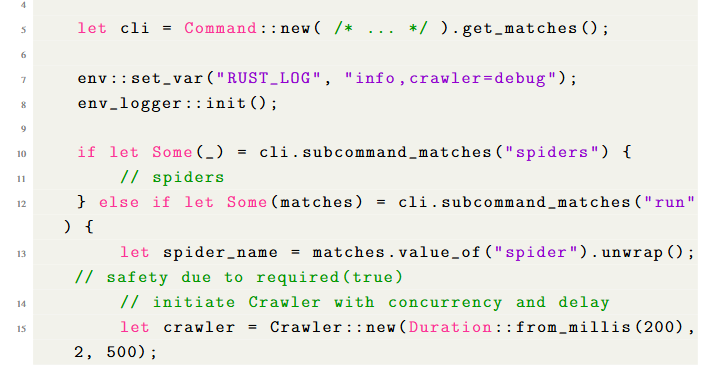 4
5 let cli = Command::new( /* ... */ ).get_matches();
6
7 env::set_var("RUST_LOG", "info,crawler=debug");
8 env_logger::init();
9
10 if let Some(_) = cli.subcommand_matches("spiders") {
11 // spiders
12 } else if let Some(matches) = cli.subcommand_matches("run"
) {
13 let spider_name = matches.value_of("spider").unwrap();
// safety due to required(true)
14 // initiate Crawler with concurrency and delay
15 let crawler = Crawler::new(Duration::from_millis(200),
2, 500);